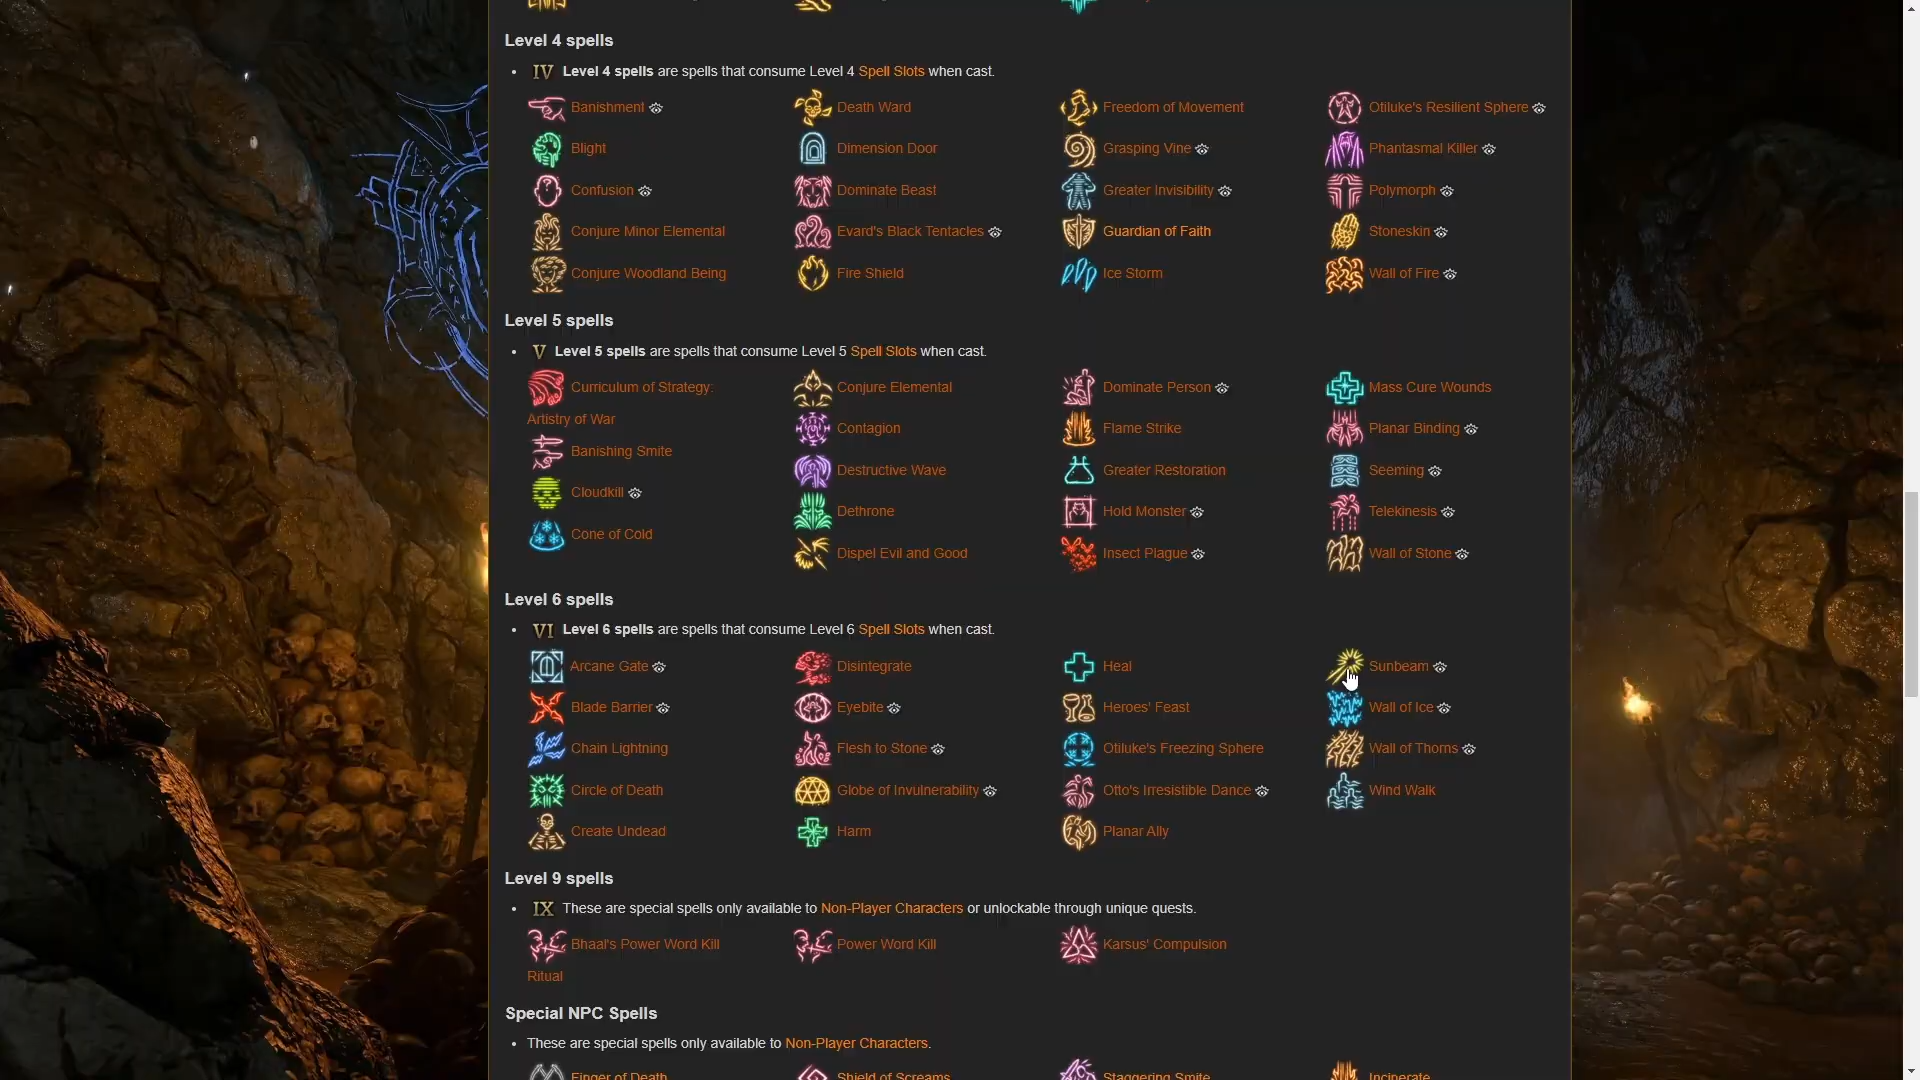 Level 4 spells
IV Level 4 spells are spells that consume Level 4 Spell Slots when cast.
Banishment
Death Ward
Freedom of Movement
Otiluke's Resilient Sphere
Blight
Dimension Door
Grasping Vine
Phantasmal Killer
Confusion
Dominate Beast
Greater Invisibility
Polymorph
Conjure Minor Elemental
Evard's Black Tentacles
Guardian of Faith
Stoneskin
Conjure Woodland Being
Fire Shield
Ice Storm
Wall of Fire
Level 5 spells
V Level 5 spells are spells that consume Level 5 Spell Slots when cast.
Curriculum of Strategy:
Artistry of War
Banishing Smite
Cloudkill
Cone of Cold
Conjure Elemental
Contagion
Destructive Wave
Dethrone
Dispel Evil and Good
Dominate Person
Flame Strike
Greater Restoration
Hold Monster
Insect Plague
Mass Cure Wounds
Planar Binding
Seeming
Telekinesis
Wall of Stone
Level 6 spells
VI Level 6 spells are spells that consume Level 6 Spell Slots when cast.
Arcane Gate
Disintegrate
Heal
Sunbeam
Blade Barrier
Eyebite
Heroes' Feast
Wall of Ice
Chain Lightning
Flesh to Stone
Otiluke's Freezing Sphere
Wall of Thorns
Circle of Death
Globe of Invulnerability
Otto's Irresistible Dance
Wind Walk
Create Undead
Harm
Planar Ally
Level 9 spells
IX These are special spells only available to Non-Player Characters or unlockable through unique quests.
Bhaal's Power Word Kill
Ritual
Power Word Kill
Karsus' Compulsion
Special NPC Spells
These are special spells only available to Non-Player Characters.
Finger of Death
Shield of Screams
Staggering Smite
Incinerate